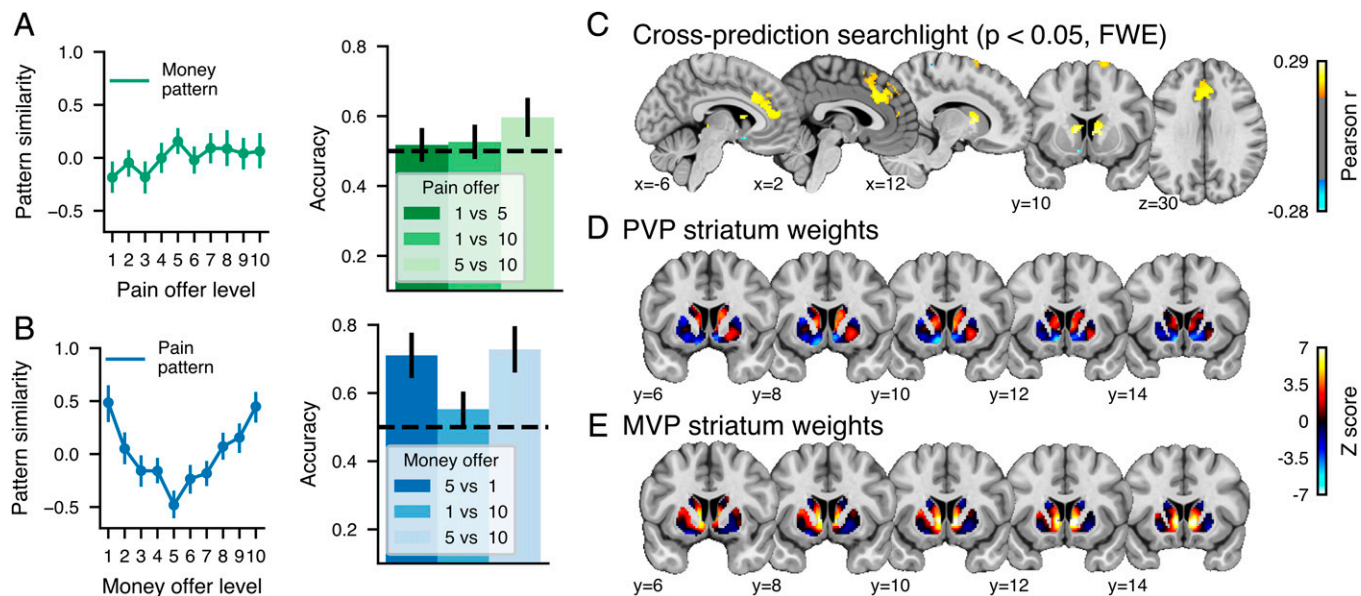 A
Pattern similarity
1.0
0.5
0.0
−0.5
Money
pattern
1 2 3 4 5 6 7 8 9 10
Pain offer level
Accuracy
0.8
0.6
0.4
0.2
Pain offer
1 vs 5
1 vs 10
5 vs 10
B
Pattern similarity
1.0
0.5
0.0
−0.5
Pain
pattern
1 2 3 4 5 6 7 8 9 10
Money offer level
Accuracy
0.8
0.6
0.4
0.2
Money offer
5 vs 1
1 vs 10
5 vs 10
C Cross-prediction searchlight (p < 0.05, FWE)
x=-6 x=2 x=12 y=10 z=30
0.29
-0.28
Pearson r
D PVP striatum weights
y=6 y=8 y=10 y=12 y=14
E MVP striatum weights
y=6 y=8 y=10 y=12 y=14
7
3.5
0
-3.5
-7
Z score